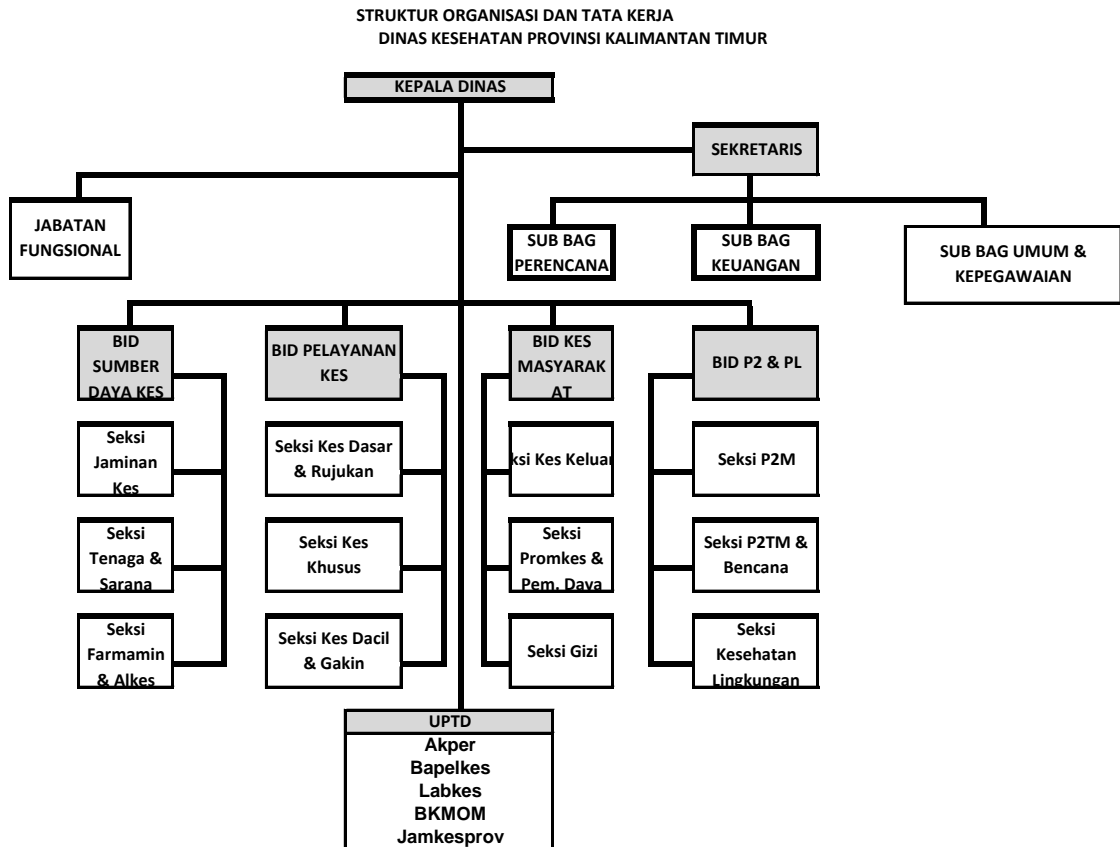 STRUKTUR ORGANISASI DAN TATA KERJA
DINAS KESEHATAN PROVINSI KALIMANTAN TIMUR
KEPALA DINAS
SEKRETARIS
JABATAN
FUNGSIONAL
SUB BAG
PERENCANA
SUB BAG
KEUANGAN
SUB BAG UMUM &
KEPEGAWAIAN
BID
SUMBER
DAYA KES
BID PELAYANAN
KES
BID KES
MASYARAK
AT
BID P2 & PL
Seksi
Jaminan
Kes
Seksi Kes Dasar
& Rujukan
ksi Kes Keluar
Seksi P2M
Seksi
Tenaga &
Sarana
Seksi Kes
Khusus
Seksi
Promkes &
Pem. Daya
Seksi P2TM &
Bencana
Seksi
Farmamin
& Alkes
Seksi Kes Dacil
& Gakin
Seksi Gizi
Seksi
Kesehatan
Lingkungan
UPTD
Akper
Bapelkes
Labkes
BKMOM
Jamkesprov